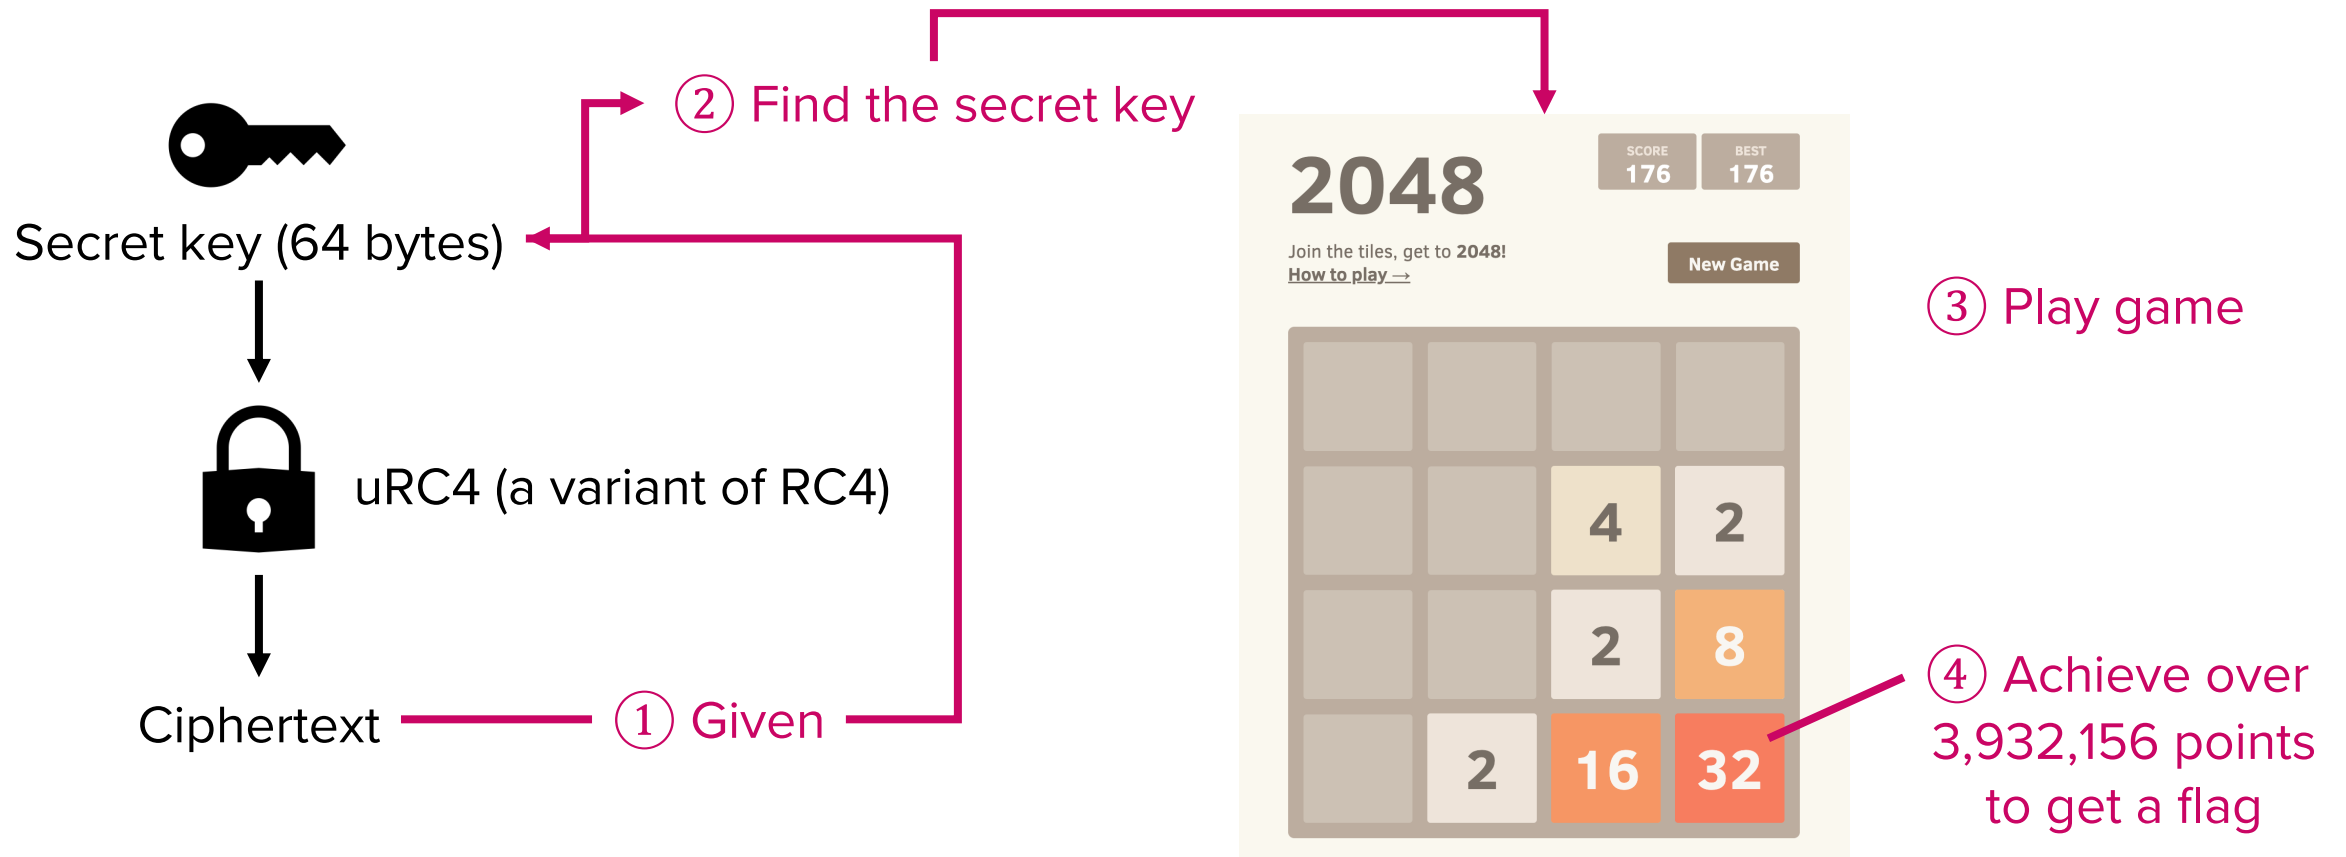 ② Find the secret key
Secret key (64 bytes)
uRC4 (a variant of RC4)
Ciphertext
① Given
2048
SCORE
176
BEST
176
Join the tiles, get to 2048!
How to play →
New Game
4 2
2 8
2 16 32
③ Play game
④ Achieve over
3,932,156 points
to get a flag